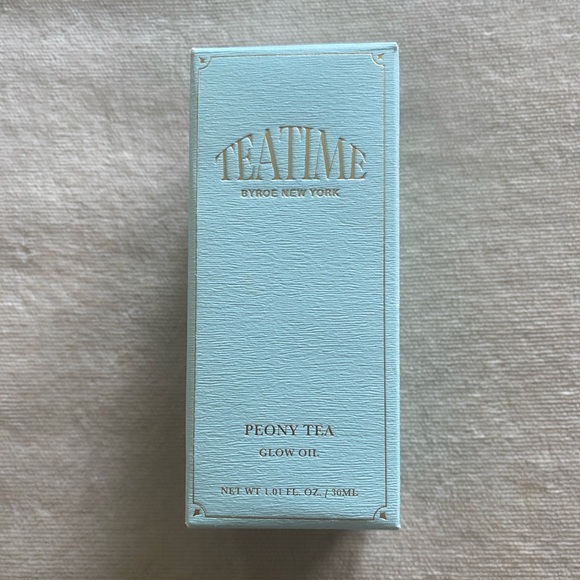 TEATIME
BYROE NEW YORK
PEONY TEA
GLOW OIL
NET WT 1.01 FL. OZ. / 30ML